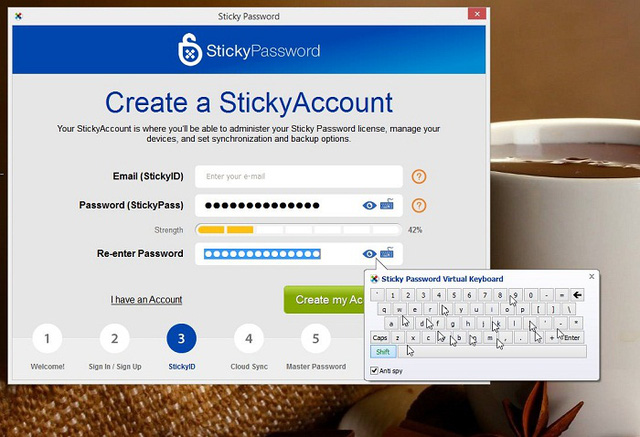 Sticky Password
StickyPassword
Create a StickyAccount
Your StickyAccount is where you'll be able to administer your Sticky Password license, manage your
devices, and set synchronization and backup options.
Email (StickyID)
Enter your e-mail
?
Password (StickyPass)
?
Strength
42%
Re-enter Password
I have an Account
Create my Ac
1
2
3
4
5
Welcome!
Sign In / Sign Up
StickyID
Cloud Sync
Master Password
Sticky Password Virtual Keyboard
` 1 2 3 4 5 6 7 8 9 0 - =
q w e r y u i o p [ ] \
a d f g h j k l - *
Caps z x c v b n m , . + Enter
Shift
Anti spy